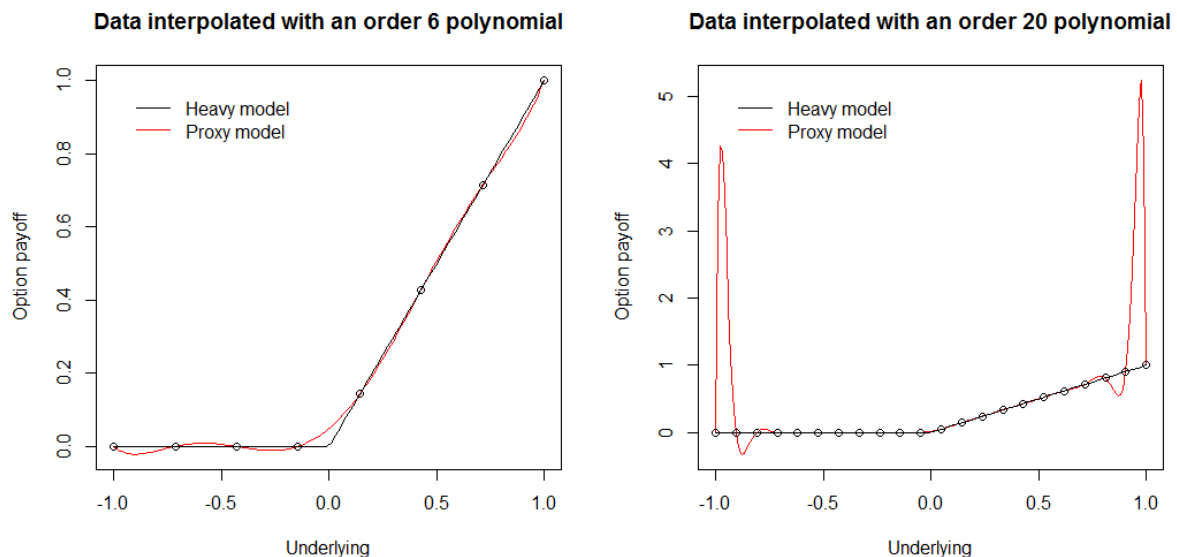 Data interpolated with an order 6 polynomial
Option payoff
1.0
0.8
0.6
0.4
0.2
0.0
Heavy model
Proxy model
-1.0 -0.5 0.0 0.5 1.0
Underlying
Data interpolated with an order 20 polynomial
Option payoff
5
4
3
2
1
0
Heavy model
Proxy model
-1.0 -0.5 0.0 0.5 1.0
Underlying